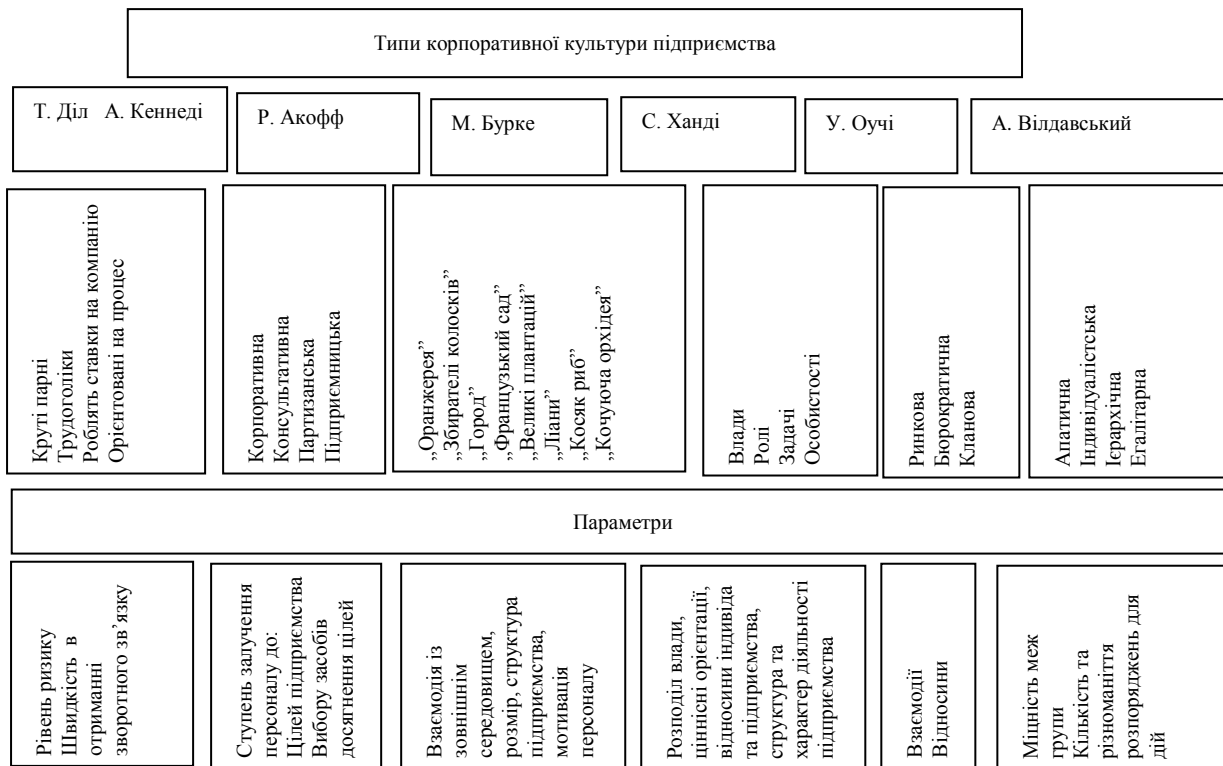 Типи корпоративної культури підприємства
Т. Діл А. Кеннеді
Р. Акофф
М. Бурке
С. Ханді
У. Оучі
А. Вілдавський
Круті парні
Трудоголіки
Роблять ставки на компанію
Орієнтовані на процес
Корпоративна
Консультативна
Партизанська
Підприємницька
„Оранжерея”
„Збирателі колосків”
„Город”
„Французький сад”
„Великі плантацій”
„Ліани”
„Косяк риб”
„Кочуюча орхідея”
Влади
Ролі
Задачі
Особистості
Ринкова
Бюрократична
Кланова
Апатична
Індивідуалістська
Ієрархічна
Егалітарна
Параметри
Рівень ризику
Швидкість в
отриманні
зворотного зв’язку
Ступень залучення
персоналу до:
Цілей підприємства
Вибору засобів
досягнення цілей
Взаємодія із
зовнішнім
середовищем,
розмір, структура
підприємства,
мотивація
персоналу
Розподіл влади,
ціннісні орієнтації,
відносини індивіда
та підприємства,
структура та
характер діяльності
підприємства
Взаємодії
Відносини
Міцність меж
групи
Кількість та
різноманіття
розпоряджень для
дій